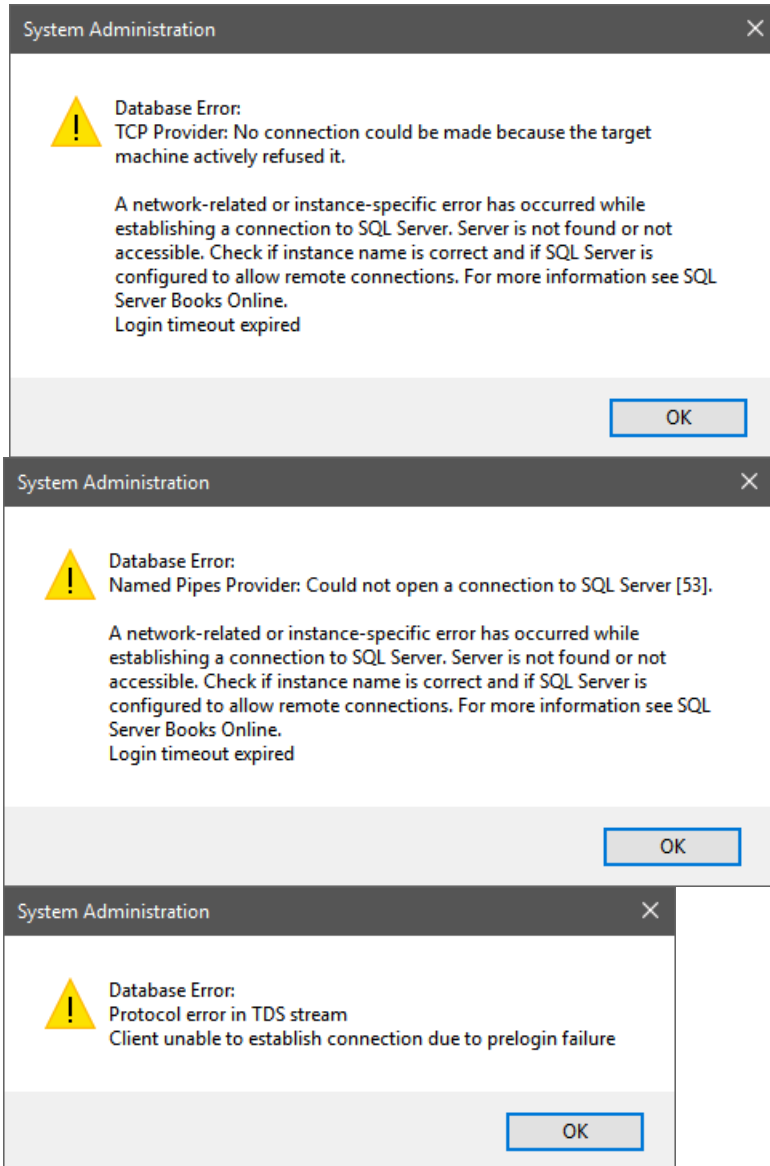 System Administration
Database Error:
TCP Provider: No connection could be made because the target
machine actively refused it.
A network-related or instance-specific error has occurred while
establishing a connection to SQL Server. Server is not found or not
accessible. Check if instance name is correct and if SQL Server is
configured to allow remote connections. For more information see SQL
Server Books Online.
Login timeout expired
OK
System Administration
Database Error:
Named Pipes Provider: Could not open a connection to SQL Server [53].
A network-related or instance-specific error has occurred while
establishing a connection to SQL Server. Server is not found or not
accessible. Check if instance name is correct and if SQL Server is
configured to allow remote connections. For more information see SQL
Server Books Online.
Login timeout expired
OK
System Administration
Database Error:
Protocol error in TDS stream
Client unable to establish connection due to prelogin failure
OK